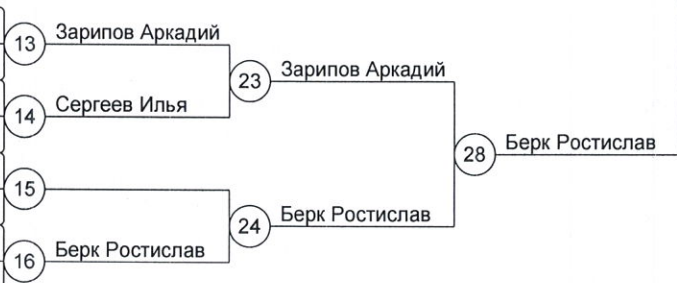 13 Зарипов Аркадий
23 Зарипов Аркадий
14 Сергеев Илья
28 Берк Ростислав
15
24 Берк Ростислав
16 Берк Ростислав